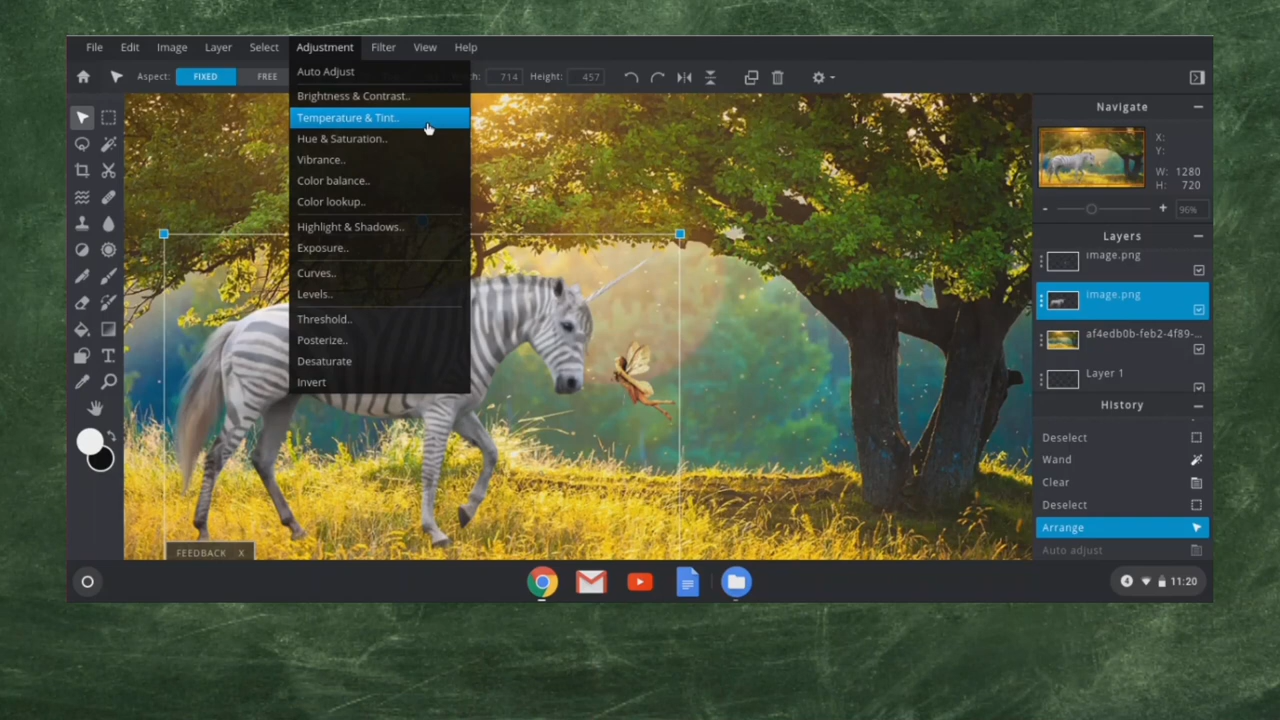 File Edit Image Layer Select Adjustment Filter View Help
Aspect: FIXED FREE 714 Height: 457
Auto Adjust
Brightness & Contrast..
Temperature & Tint..
Hue & Saturation..
Vibrance..
Color balance..
Color lookup..
Highlight & Shadows..
Exposure..
Curves..
Levels..
Threshold..
Posterize..
Desaturate
Invert
FEEDBACK X
Navigate
X:
Y:
W: 1280
H: 720
- + 96%
Layers
image.png
image.png
af4edb0b-feb2-4f89-...
Layer 1
History
Deselect
Wand
Clear
Deselect
Arrange
Auto adjust
4 11:20